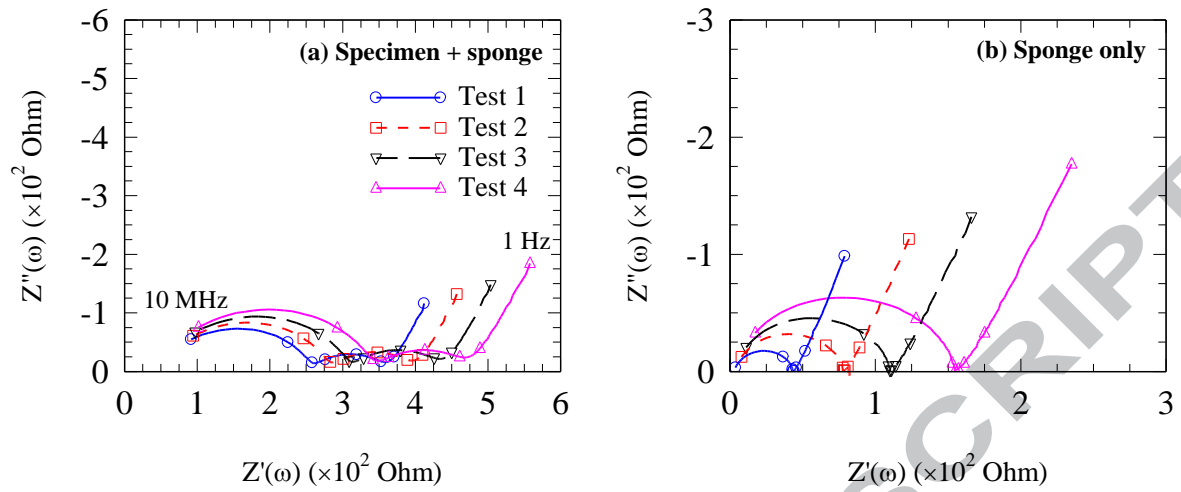 -6
-5
-4
-3
-2
-1
0
Z''(ω) (×10² Ohm)
(a) Specimen + sponge
Test 1
Test 2
Test 3
Test 4
1 Hz
10 MHz
0 1 2 3 4 5 6
Z'(ω) (×10² Ohm)
-3
-2
-1
0
Z''(ω) (×10² Ohm)
(b) Sponge only
0 1 2 3
Z'(ω) (×10² Ohm)
SCRIPT